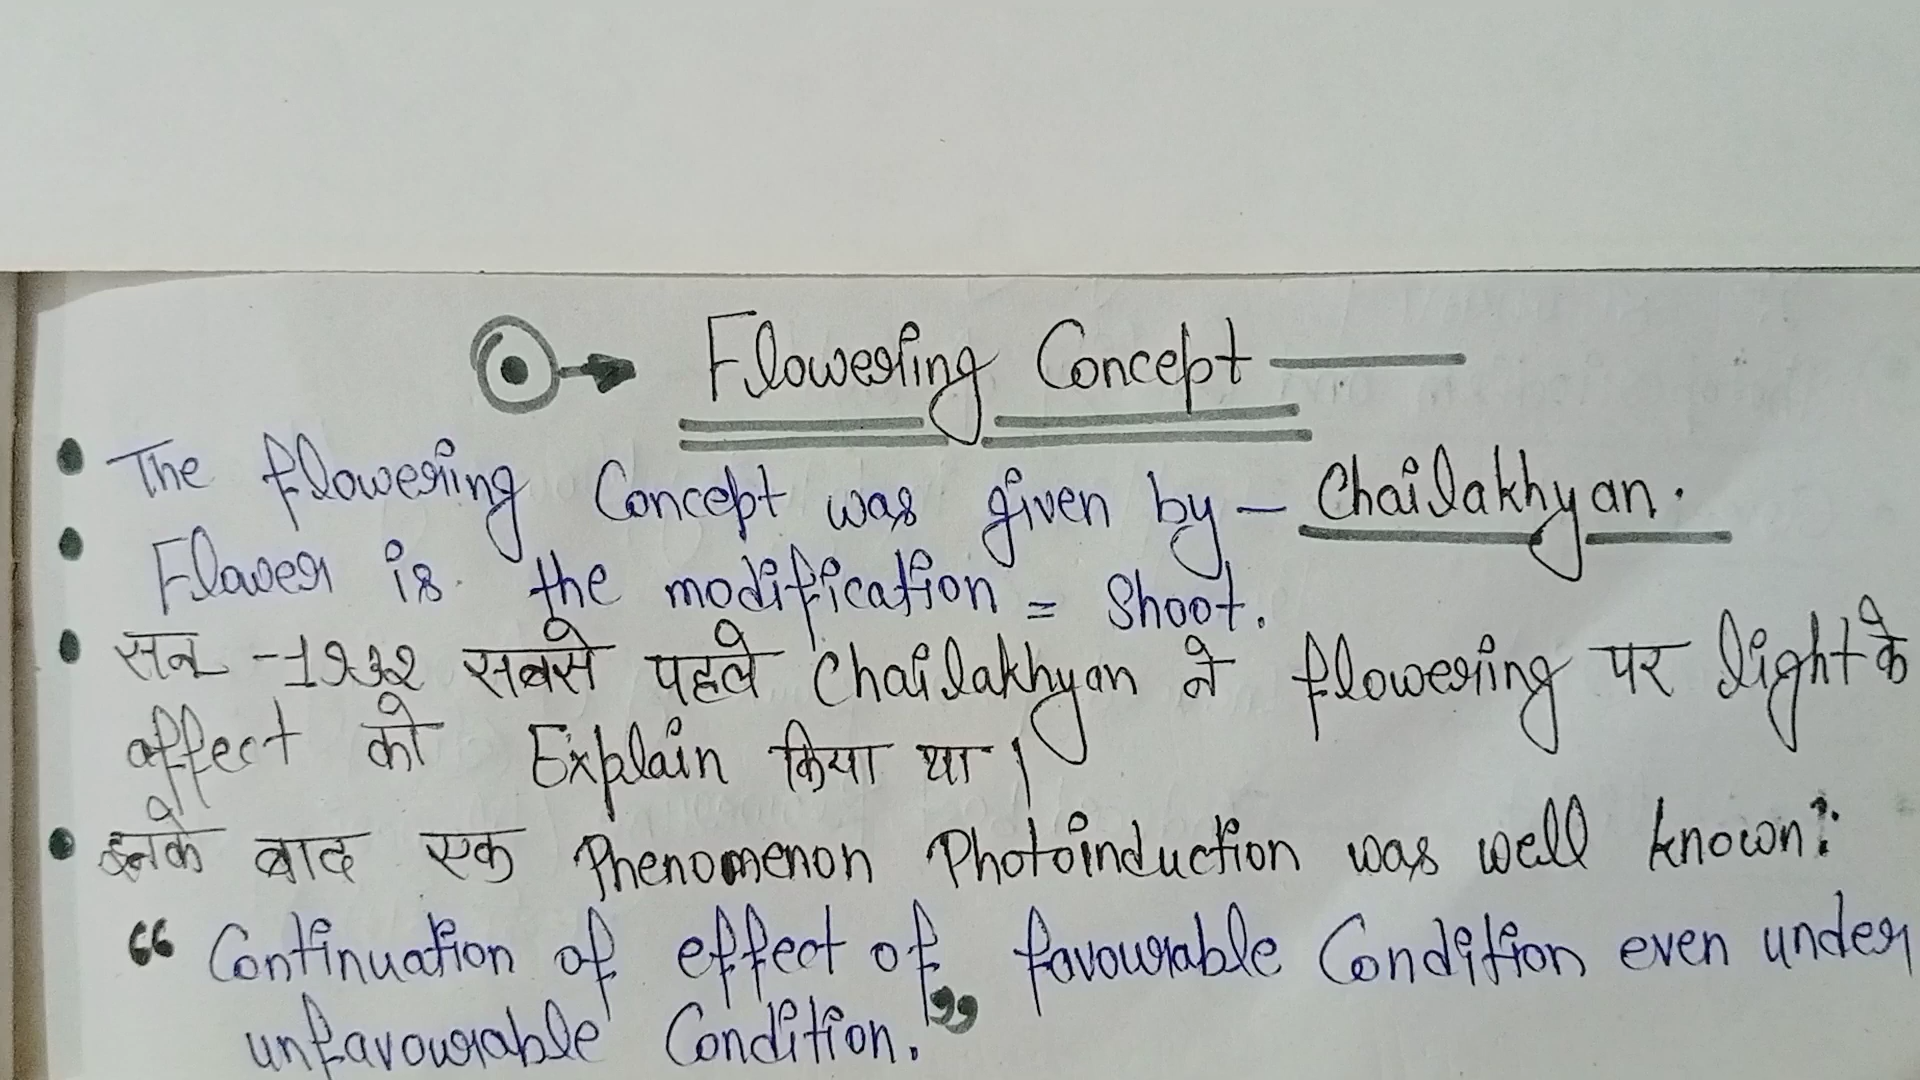 Flowering Concept
The flowering Concept was given by - Chailakhyan.
Flower is the modification = Shoot.
सन् -1932 सबसे पहले Chailakhyan ने flowering पर light के
affect को Explain किया था।
इनके बाद एक Phenomenon Photoinduction was well known:
"Continuation of effect of favourable Condition even under
unfavourable Condition."